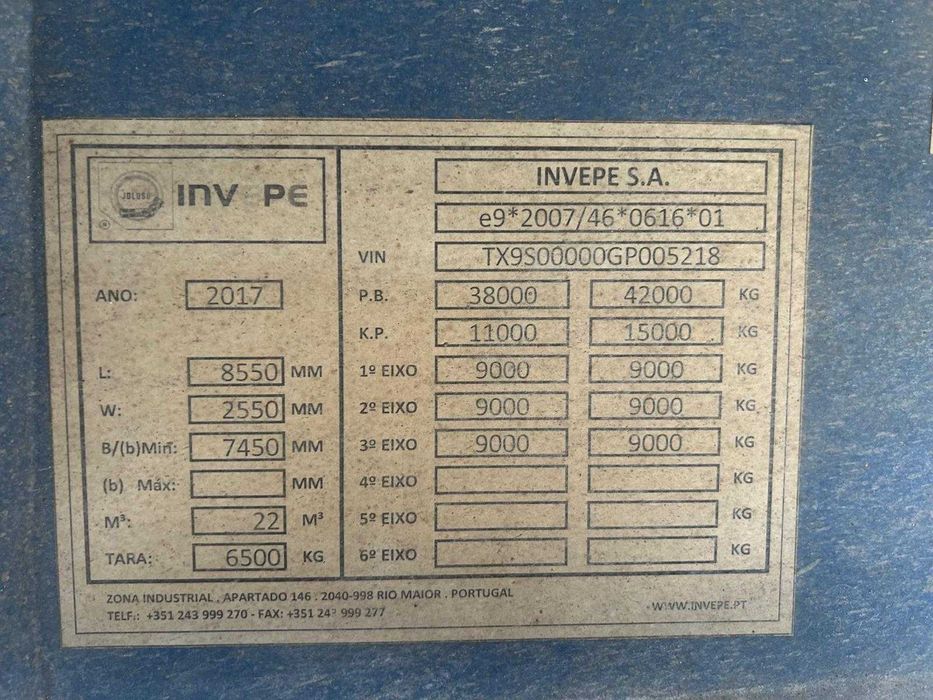 JOLUSO
INVEPE
®
ANO: 2017
L: 8550 MM
W: 2550 MM
B/(b)Min: 7450 MM
(b) Máx: MM
M³: 22 M³
TARA: 6500 KG
INVEPE S.A.
e9*2007/46*0616*01
VIN TX9S00000GP005218
P.B. 38000 42000 KG
K.P. 11000 15000 KG
1º EIXO 9000 9000 KG
2º EIXO 9000 9000 KG
3º EIXO 9000 9000 KG
4º EIXO KG
5º EIXO KG
6º EIXO KG
ZONA INDUSTRIAL . APARTADO 146 . 2040-998 RIO MAIOR . PORTUGAL
TELF.: +351 243 999 270 - FAX: +351 243 999 277
WWW.INVEPE.PT